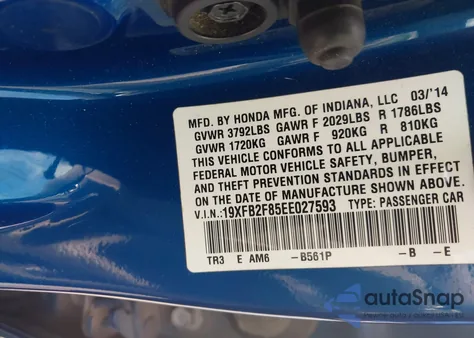 MFD. BY HONDA MFG. OF INDIANA, LLC 03/'14
GVWR 3792LBS GAWR F 2029LBS R 1786LBS
GVWR 1720KG GAWR F 920KG R 810KG
THIS VEHICLE CONFORMS TO ALL APPLICABLE
FEDERAL MOTOR VEHICLE SAFETY, BUMPER,
AND THEFT PREVENTION STANDARDS IN EFFECT
ON THE DATE OF MANUFACTURE SHOWN ABOVE.
V.I.N.:19XFB2F85EE027593 TYPE: PASSENGER CAR
TR3 E AM6 -B561P -B -E
autoSnap